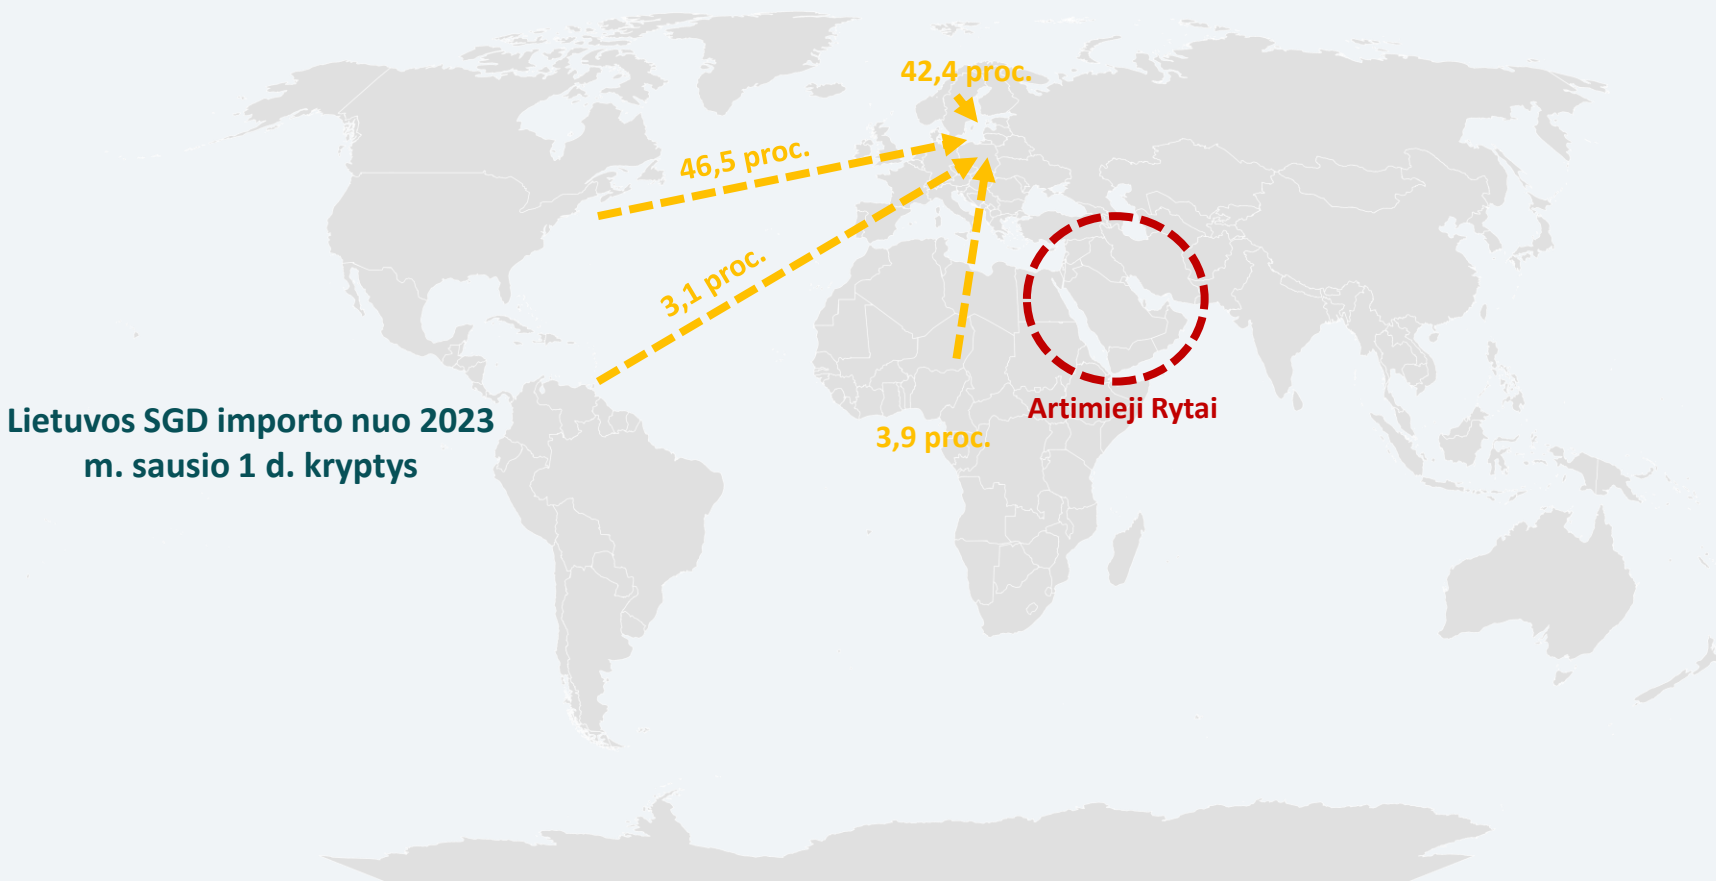 42,4 proc.
46,5 proc.
3,1 proc.
Artimieji Rytai
Lietuvos SGD importo nuo 2023
m. sausio 1 d. kryptys
3,9 proc.